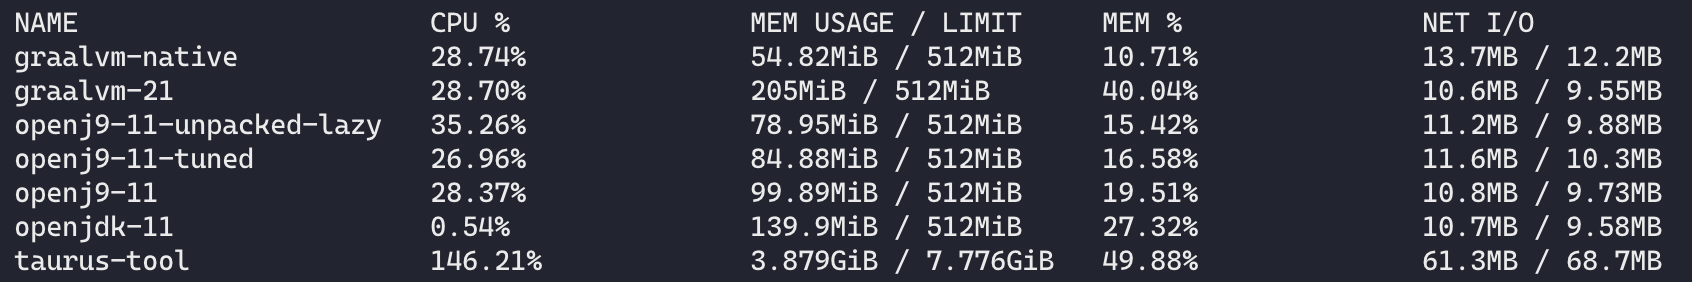 NAME CPU % MEM USAGE / LIMIT MEM % NET I/O
graalvm-native 28.74% 54.82MiB / 512MiB 10.71% 13.7MB / 12.2MB
graalvm-21 28.70% 205MiB / 512MiB 40.04% 10.6MB / 9.55MB
openj9-11-unpacked-lazy 35.26% 78.95MiB / 512MiB 15.42% 11.2MB / 9.88MB
openj9-11-tuned 26.96% 84.88MiB / 512MiB 16.58% 11.6MB / 10.3MB
openj9-11 28.37% 99.89MiB / 512MiB 19.51% 10.8MB / 9.73MB
openjdk-11 0.54% 139.9MiB / 512MiB 27.32% 10.7MB / 9.58MB
taurus-tool 146.21% 3.879GiB / 7.776GiB 49.88% 61.3MB / 68.7MB